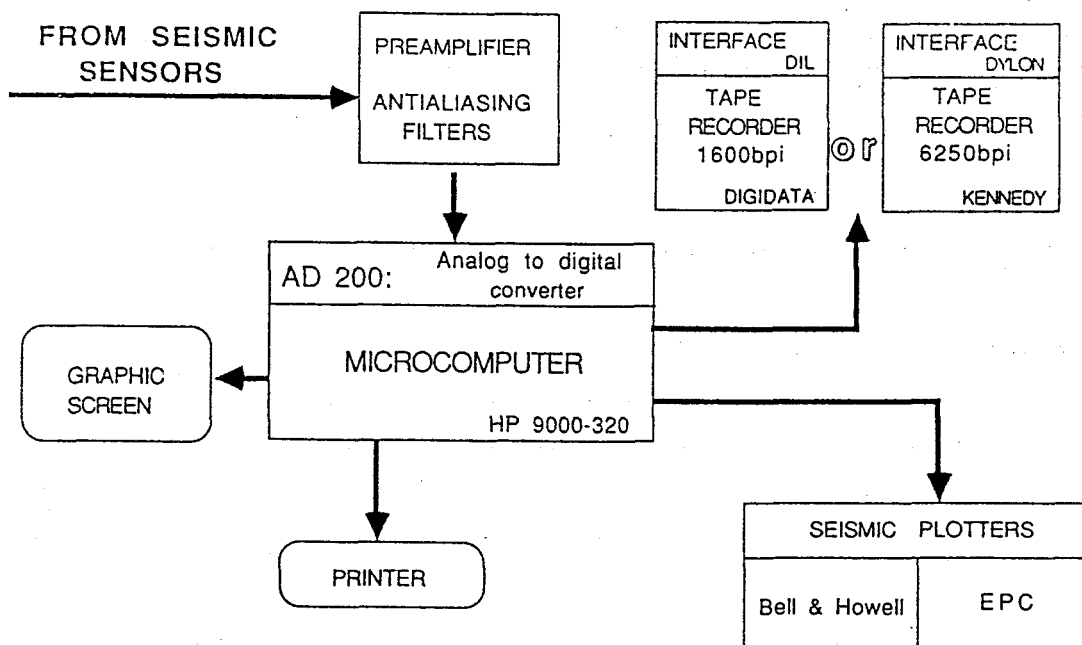 FROM SEISMIC
SENSORS
PREAMPLIFIER
ANTIALIASING
FILTERS
INTERFACE
DIL
TAPE
RECORDER
1600bpi
DIGIDATA
or
INTERFACE
DYLON
TAPE
RECORDER
6250bpi
KENNEDY
AD 200:
Analog to digital
converter
MICROCOMPUTER
HP 9000-320
GRAPHIC
SCREEN
PRINTER
SEISMIC PLOTTERS
Bell & Howell
EPC